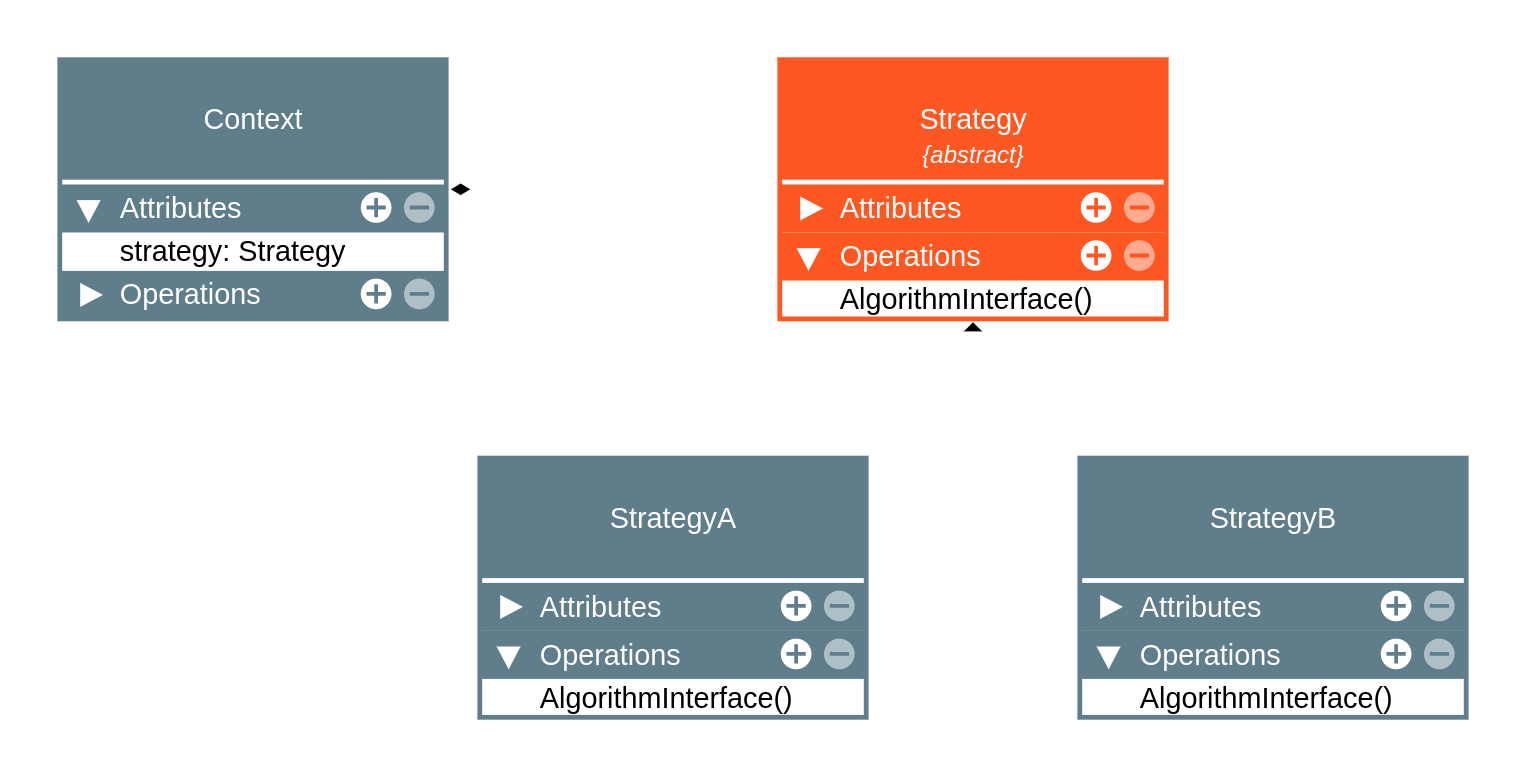 Context
Attributes
strategy: Strategy
Operations
Strategy
{abstract}
Attributes
Operations
AlgorithmInterface()
StrategyA
Attributes
Operations
AlgorithmInterface()
StrategyB
Attributes
Operations
AlgorithmInterface()